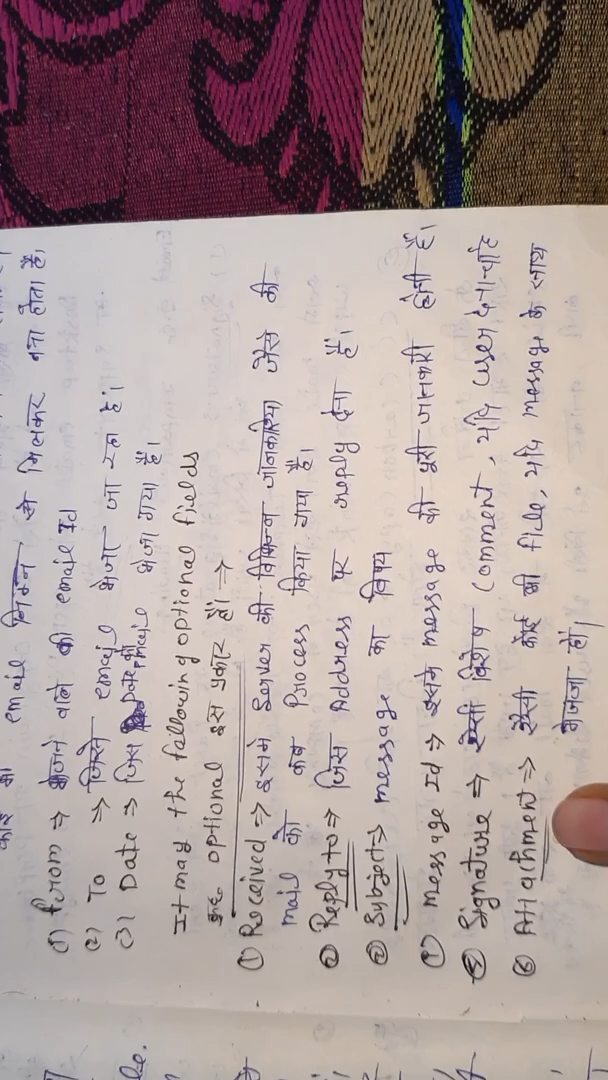 कोई भी email निम्न से मिलकर बना होता है।
(1) From ⇒ भेजने वाले की email Id
(2) To ⇒ जिसे email भेजा जा रहा है।
(3) Date ⇒ जिस Date को email भेजा गया है।
It may the following optional fields
कुछ optional इस प्रकार है। ⇒
① Received ⇒ इसमे Server की विभिन्न जानकारिया जैसे की
mail को कब Process किया गया है।
② Reply to ⇒ जिस Address पर reply देना है।
② Subject ⇒ message का विषय
④ message Id ⇒ इसमे message की पूरी जानकारी होती है।
⑤ Signature ⇒ ऐसी विशेष Comment, यदि user देना चाहे
⑥ Attachment ⇒ ऐसी कोई भी file, यदि message के साथ
भेजना हो।